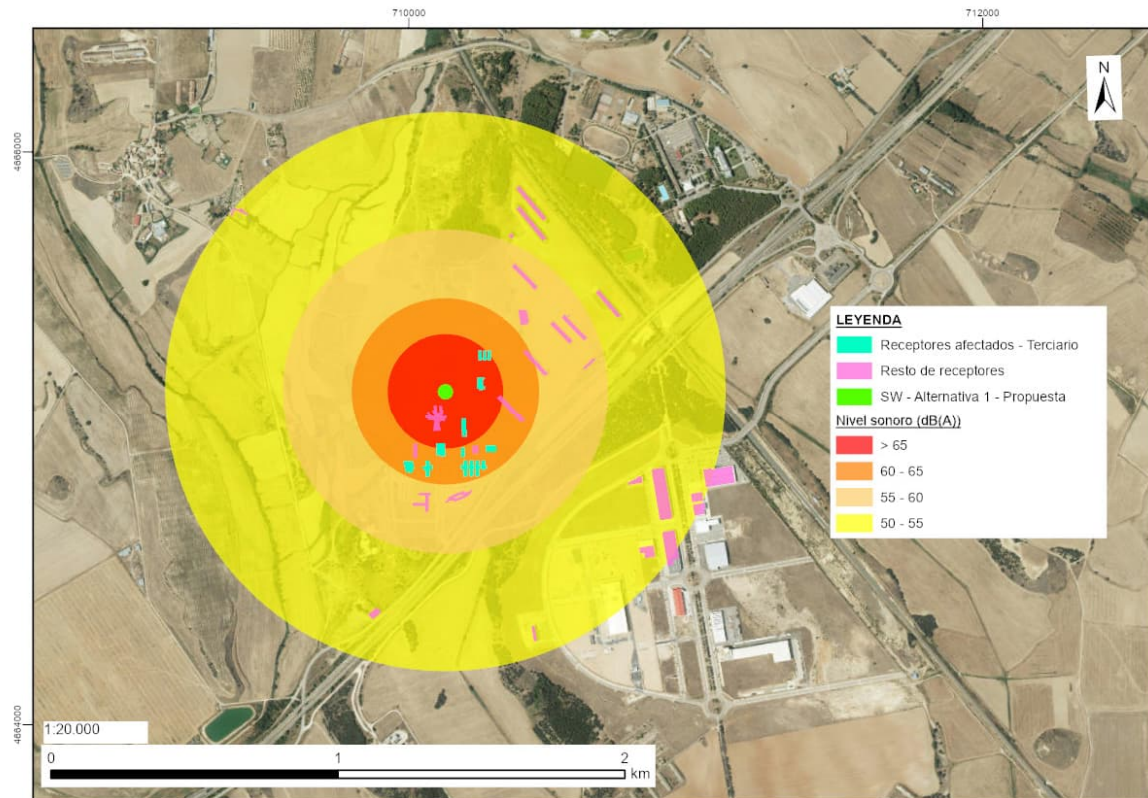 710000
712000
4666000
N
LEYENDA
Receptores afectados - Terciario
Resto de receptores
SW - Alternativa 1 - Propuesta
Nivel sonoro (dB(A))
> 65
60 - 65
55 - 60
50 - 55
4664000
1:20.000
0 1 2
km